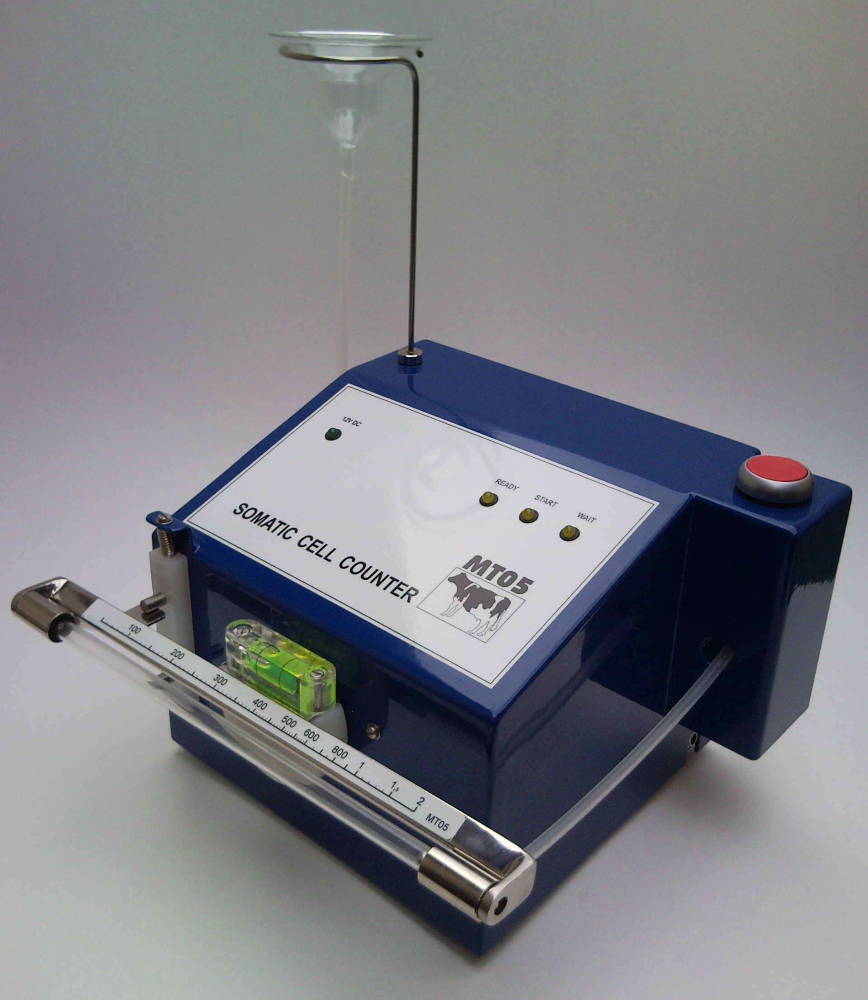 12V DC
READY
START
WAIT
SOMATIC CELL COUNTER
MT05
100
200
300
400
500
600
800
1
1,5
2
MT05